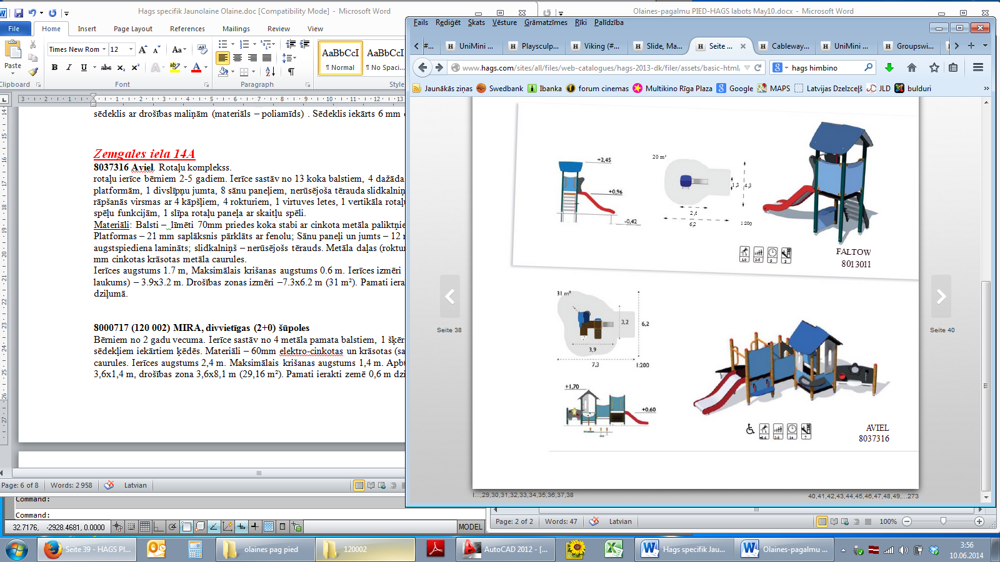 Hags specifik Jaunolaine Olaine.doc [Compatibility Mode] - Microsoft Word
Olaines-pagalmu PIED-HAGS labots May10.docx - Microsoft Word
File Home Insert Page Layout References Mailings Review View
Times New Rom 12
Paste
Clipboard Font Paragraph Style
AaBbCcI AaBbCcI
¶ Normal ¶ No Spaci...
sēdeklis ar drošības maliņām (materiāls – poliamīds) . Sēdeklis iekārts 6 mm
Zemgales iela 14A
8037316 Aviel. Rotaļu komplekss.
rotaļu ierīce bērniem 2-5 gadiem. Ierīce sastāv no 13 koka balstiem, 4 dažāda
platformām, 1 divslīpņu jumta, 8 sānu paneļiem, nerūsējoša tērauda slidkalniņ
rāpšanās virsmas ar 4 kāpšļiem, 4 rokturiem, 1 virtuves letes, 1 vertikāla rotaļu
spēļu funkcijām, 1 slīpa rotaļu paneļa ar skaitļu spēli.
Materiāli: Balsti – līmēti 70mm priedes koka stabi ar cinkota metāla paliktņie
Platformas – 21 mm saplāksnis pārklāts ar fenolu; Sānu paneļi un jumts – 12 m
augstspiediena lamināts; slidkalniņš – nerūsējošs tērauds. Metāla daļas (roktur
mm cinkotas krāsotas metāla caurules.
Ierīces augstums 1.7 m, Maksimālais krišanas augstums 0.6 m. Ierīces izmēri
laukums) – 3.9x3.2 m. Drošības zonas izmēri –7.3x6.2 m (31 m²). Pamati iera
dziļumā.
8000717 (120 002) MIRA, divvietīgas (2+0) šūpoles
Bērniem no 2 gadu vecuma. Ierīce sastāv no 4 metāla pamata balstiem, 1 šķēr
sēdekļiem iekārtiem ķēdēs. Materiāli – 60mm elektro-cinkotas un krāsotas (sa
caurules. Ierīces augstums 2,4 m. Maksimālais krišanas augstums 1,4 m. Apbu
3,6x1,4 m, drošības zona 3,6x8,1 m (29,16 m²). Pamati ierakti zemē 0,6 m dzi
Page: 6 of 8 Words: 2 958 Latvian
Command:
Command:
32.7176, -2928.4681, 0.0000
MODEL
Fails Rediģēt Skats Vēsture Grāmatzīmes Rīki Palīdzība
#... UniMini ... Playsculp... Viking (#... Slide, Ma... Seite ... Cableway... UniMini ... Groupswi...
www.hags.com/sites/all/files/web-catalogues/hags-2013-dk/filer/assets/basic-html,
hags himbino
Jaunākās ziņas Swedbank Ibanka forum cinemas Multikino Rīga Plaza Google MAPS Latvijas Dzelzceļš JLD bulduri
+2,45
+0,96
-0,42
20 m²
1,3
4,3
2,6
6,2
1:200
1,0 2-5 9 3
FALTOW
8013011
31 m²
3,2
6,2
3,9
7,3
1:200
+1,70
+0,60
<0,6 2-5 14 7
AVIEL
8037316
Seite 38
Seite 40
I...,29,30,31,32,33,34,35,36,37,38
40,41,42,43,44,45,46,47,48,49,...273
Page: 2 of 2 Words: 47 Latvian
100%
Seite 39 - HAGS PI...
olaines pag pied
120002
AutoCAD 2012 - [...
Hags specifik Jau...
Olaines-pagalmu ...
3:56
10.06.2014